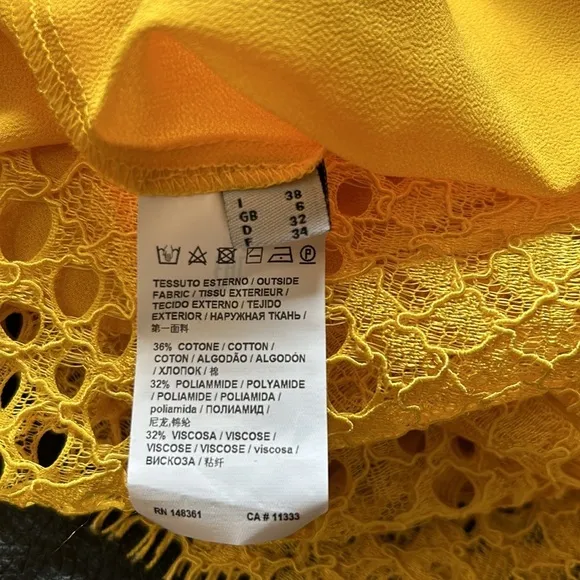 I 38
GB 6
D 32
F 34
P
TESSUTO ESTERNO / OUTSIDE
FABRIC / TISSU EXTERIEUR /
TECIDO EXTERNO / TEJIDO
EXTERIOR / НАРУЖНАЯ ТКАНЬ /
第一面料
36% COTONE / COTTON /
COTON / ALGODÃO / ALGODÓN
/ ХЛОПОК / 棉
32% POLIAMMIDE / POLYAMIDE
/ POLIAMIDE / POLIAMIDA /
poliamida / ПОЛИАМИД /
尼龙,锦纶
32% VISCOSA / VISCOSE /
VISCOSE / VISCOSE / viscosa /
ВИСКОЗА / 粘纤
RN 148361 CA # 11333